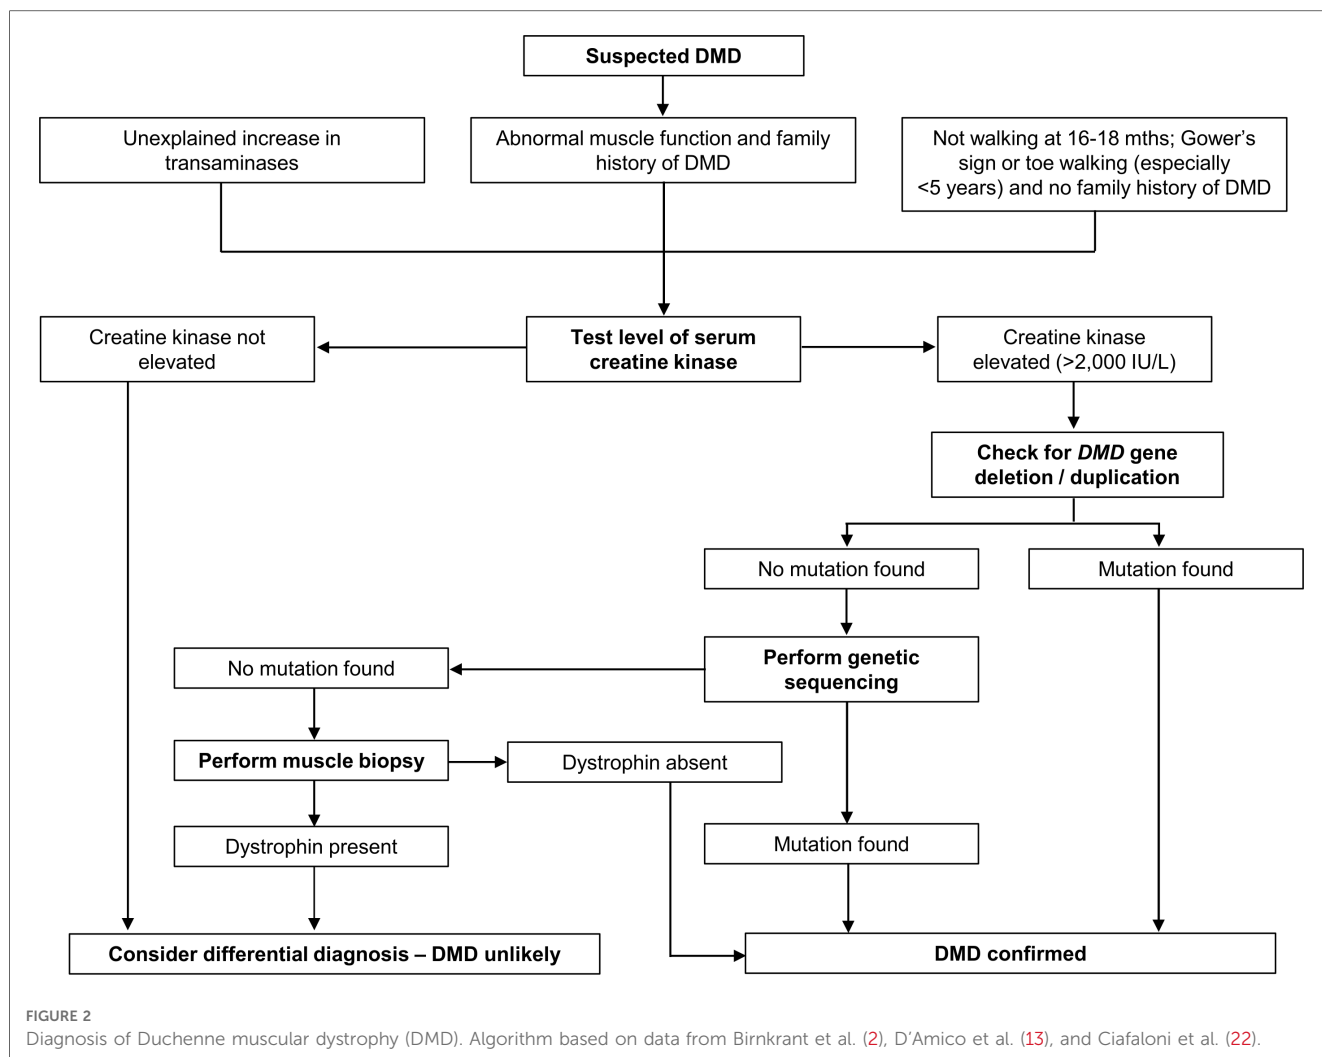 Suspected DMD
Unexplained increase in
transaminases
Abnormal muscle function and family
history of DMD
Not walking at 16-18 mths; Gower's
sign or toe walking (especially
<5 years) and no family history of DMD
Creatine kinase not
elevated
Test level of serum
creatine kinase
Creatine kinase
elevated (>2,000 IU/L)
Check for DMD gene
deletion / duplication
No mutation found
Mutation found
Perform genetic
sequencing
No mutation found
Perform muscle biopsy
Dystrophin absent
Dystrophin present
Mutation found
Consider differential diagnosis – DMD unlikely
DMD confirmed
FIGURE 2
Diagnosis of Duchenne muscular dystrophy (DMD). Algorithm based on data from Birnkrant et al. (2), D'Amico et al. (13), and Ciafaloni et al. (22).